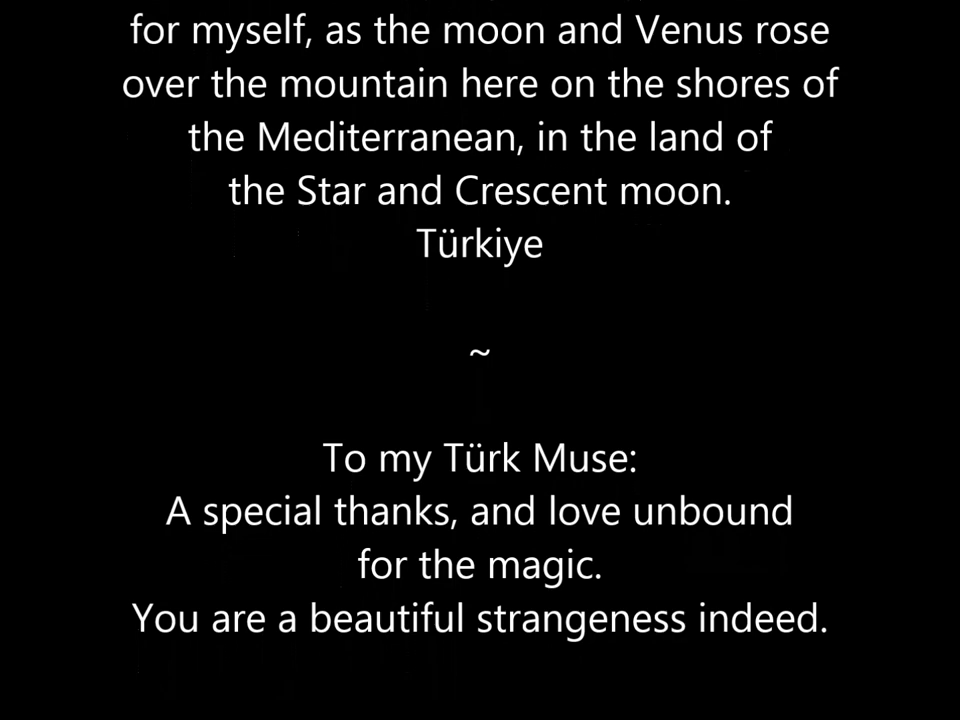 for myself, as the moon and Venus rose
over the mountain here on the shores of
the Mediterranean, in the land of
the Star and Crescent moon.
Türkiye
~
To my Türk Muse:
A special thanks, and love unbound
for the magic.
You are a beautiful strangeness indeed.